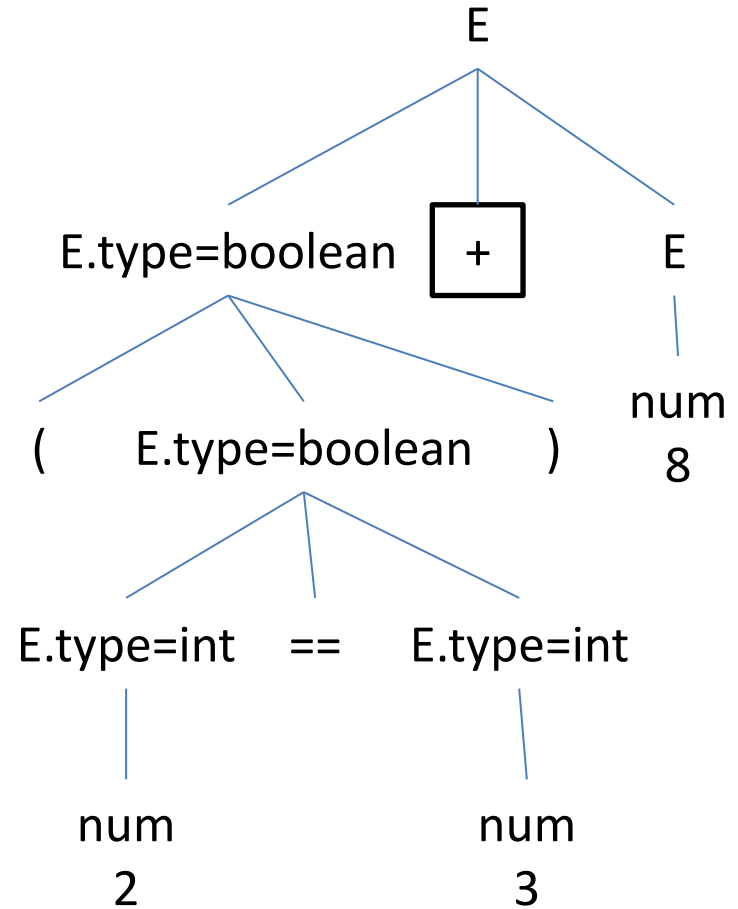 E
E.type=boolean + E
num
8
( E.type=boolean )
E.type=int == E.type=int
num num
2 3